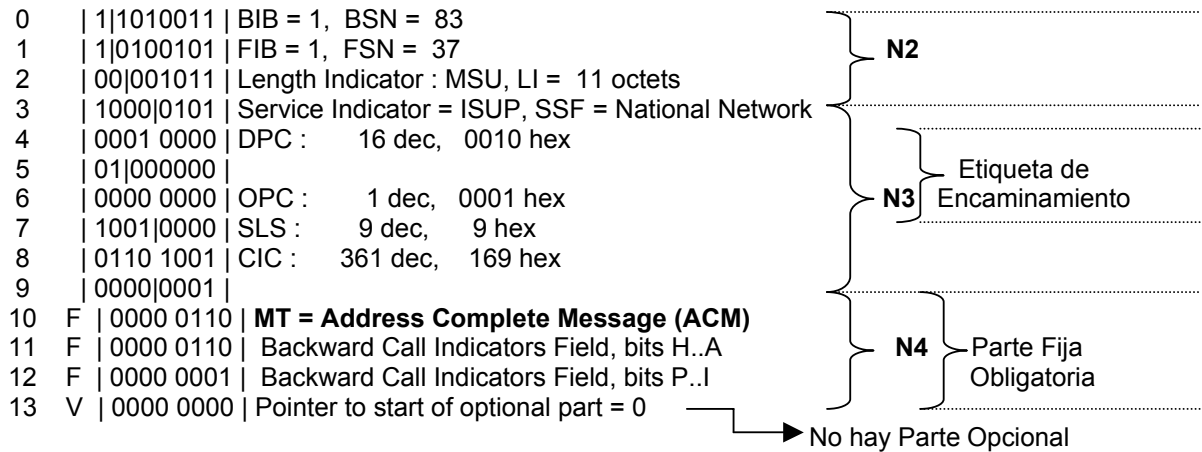 0 | 1|1010011 | BIB = 1, BSN = 83
1 | 1|0100101 | FIB = 1, FSN = 37 N2
2 | 00|001011 | Length Indicator : MSU, LI = 11 octets
3 | 1000|0101 | Service Indicator = ISUP, SSF = National Network
4 | 0001 0000 | DPC : 16 dec, 0010 hex
5 | 01|000000 | Etiqueta de
6 | 0000 0000 | OPC : 1 dec, 0001 hex N3 Encaminamiento
7 | 1001|0000 | SLS : 9 dec, 9 hex
8 | 0110 1001 | CIC : 361 dec, 169 hex
9 | 0000|0001 |
10 F | 0000 0110 | MT = Address Complete Message (ACM)
11 F | 0000 0110 | Backward Call Indicators Field, bits H..A N4 Parte Fija
12 F | 0000 0001 | Backward Call Indicators Field, bits P..I Obligatoria
13 V | 0000 0000 | Pointer to start of optional part = 0
No hay Parte Opcional